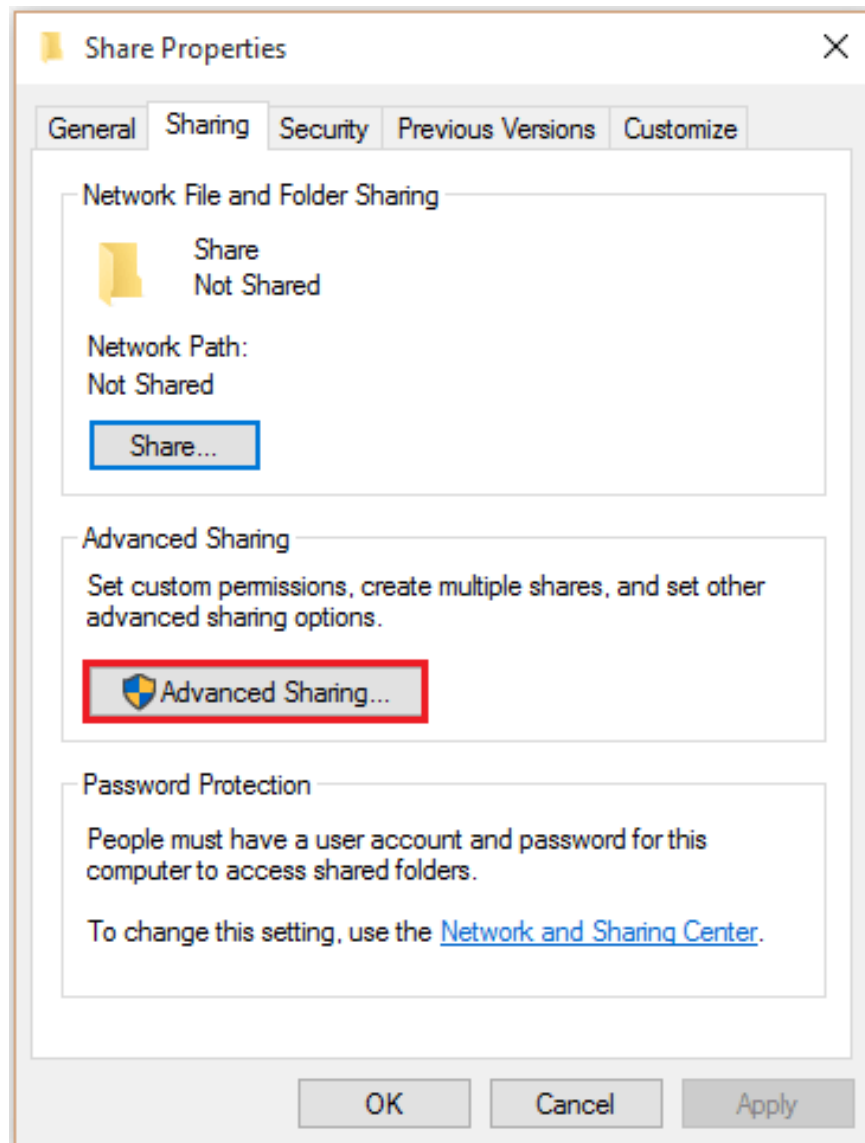 Share Properties
General Sharing Security Previous Versions Customize
Network File and Folder Sharing
Share
Not Shared
Network Path:
Not Shared
Share...
Advanced Sharing
Set custom permissions, create multiple shares, and set other
advanced sharing options.
Advanced Sharing...
Password Protection
People must have a user account and password for this
computer to access shared folders.
To change this setting, use the Network and Sharing Center.
OK Cancel Apply